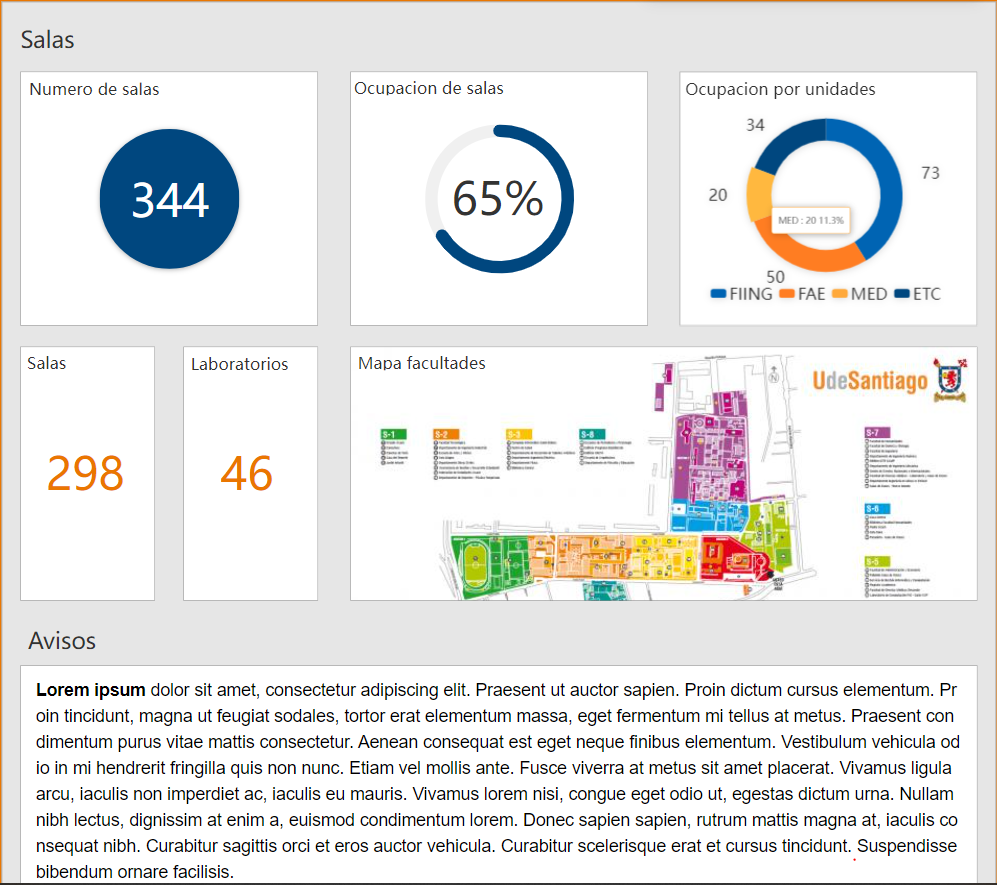 Salas
Numero de salas
344
Ocupacion de salas
65%
Ocupacion por unidades
34
73
20
MED : 20 11.3%
50
FIING FAE MED ETC
Salas
298
Laboratorios
46
Mapa facultades
UdeSantiago
S-1
S-2
S-3
S-8
S-7
S-6
S-5
Avisos
Lorem ipsum dolor sit amet, consectetur adipiscing elit. Praesent ut auctor sapien. Proin dictum cursus elementum. Pr
oin tincidunt, magna ut feugiat sodales, tortor erat elementum massa, eget fermentum mi tellus at metus. Praesent con
dimentum purus vitae mattis consectetur. Aenean consequat est eget neque finibus elementum. Vestibulum vehicula od
io in mi hendrerit fringilla quis non nunc. Etiam vel mollis ante. Fusce viverra at metus sit amet placerat. Vivamus ligula
arcu, iaculis non imperdiet ac, iaculis eu mauris. Vivamus lorem nisi, congue eget odio ut, egestas dictum urna. Nullam
nibh lectus, dignissim at enim a, euismod condimentum lorem. Donec sapien sapien, rutrum mattis magna at, iaculis co
nsequat nibh. Curabitur sagittis orci et eros auctor vehicula. Curabitur scelerisque erat et cursus tincidunt. Suspendisse
bibendum ornare facilisis.